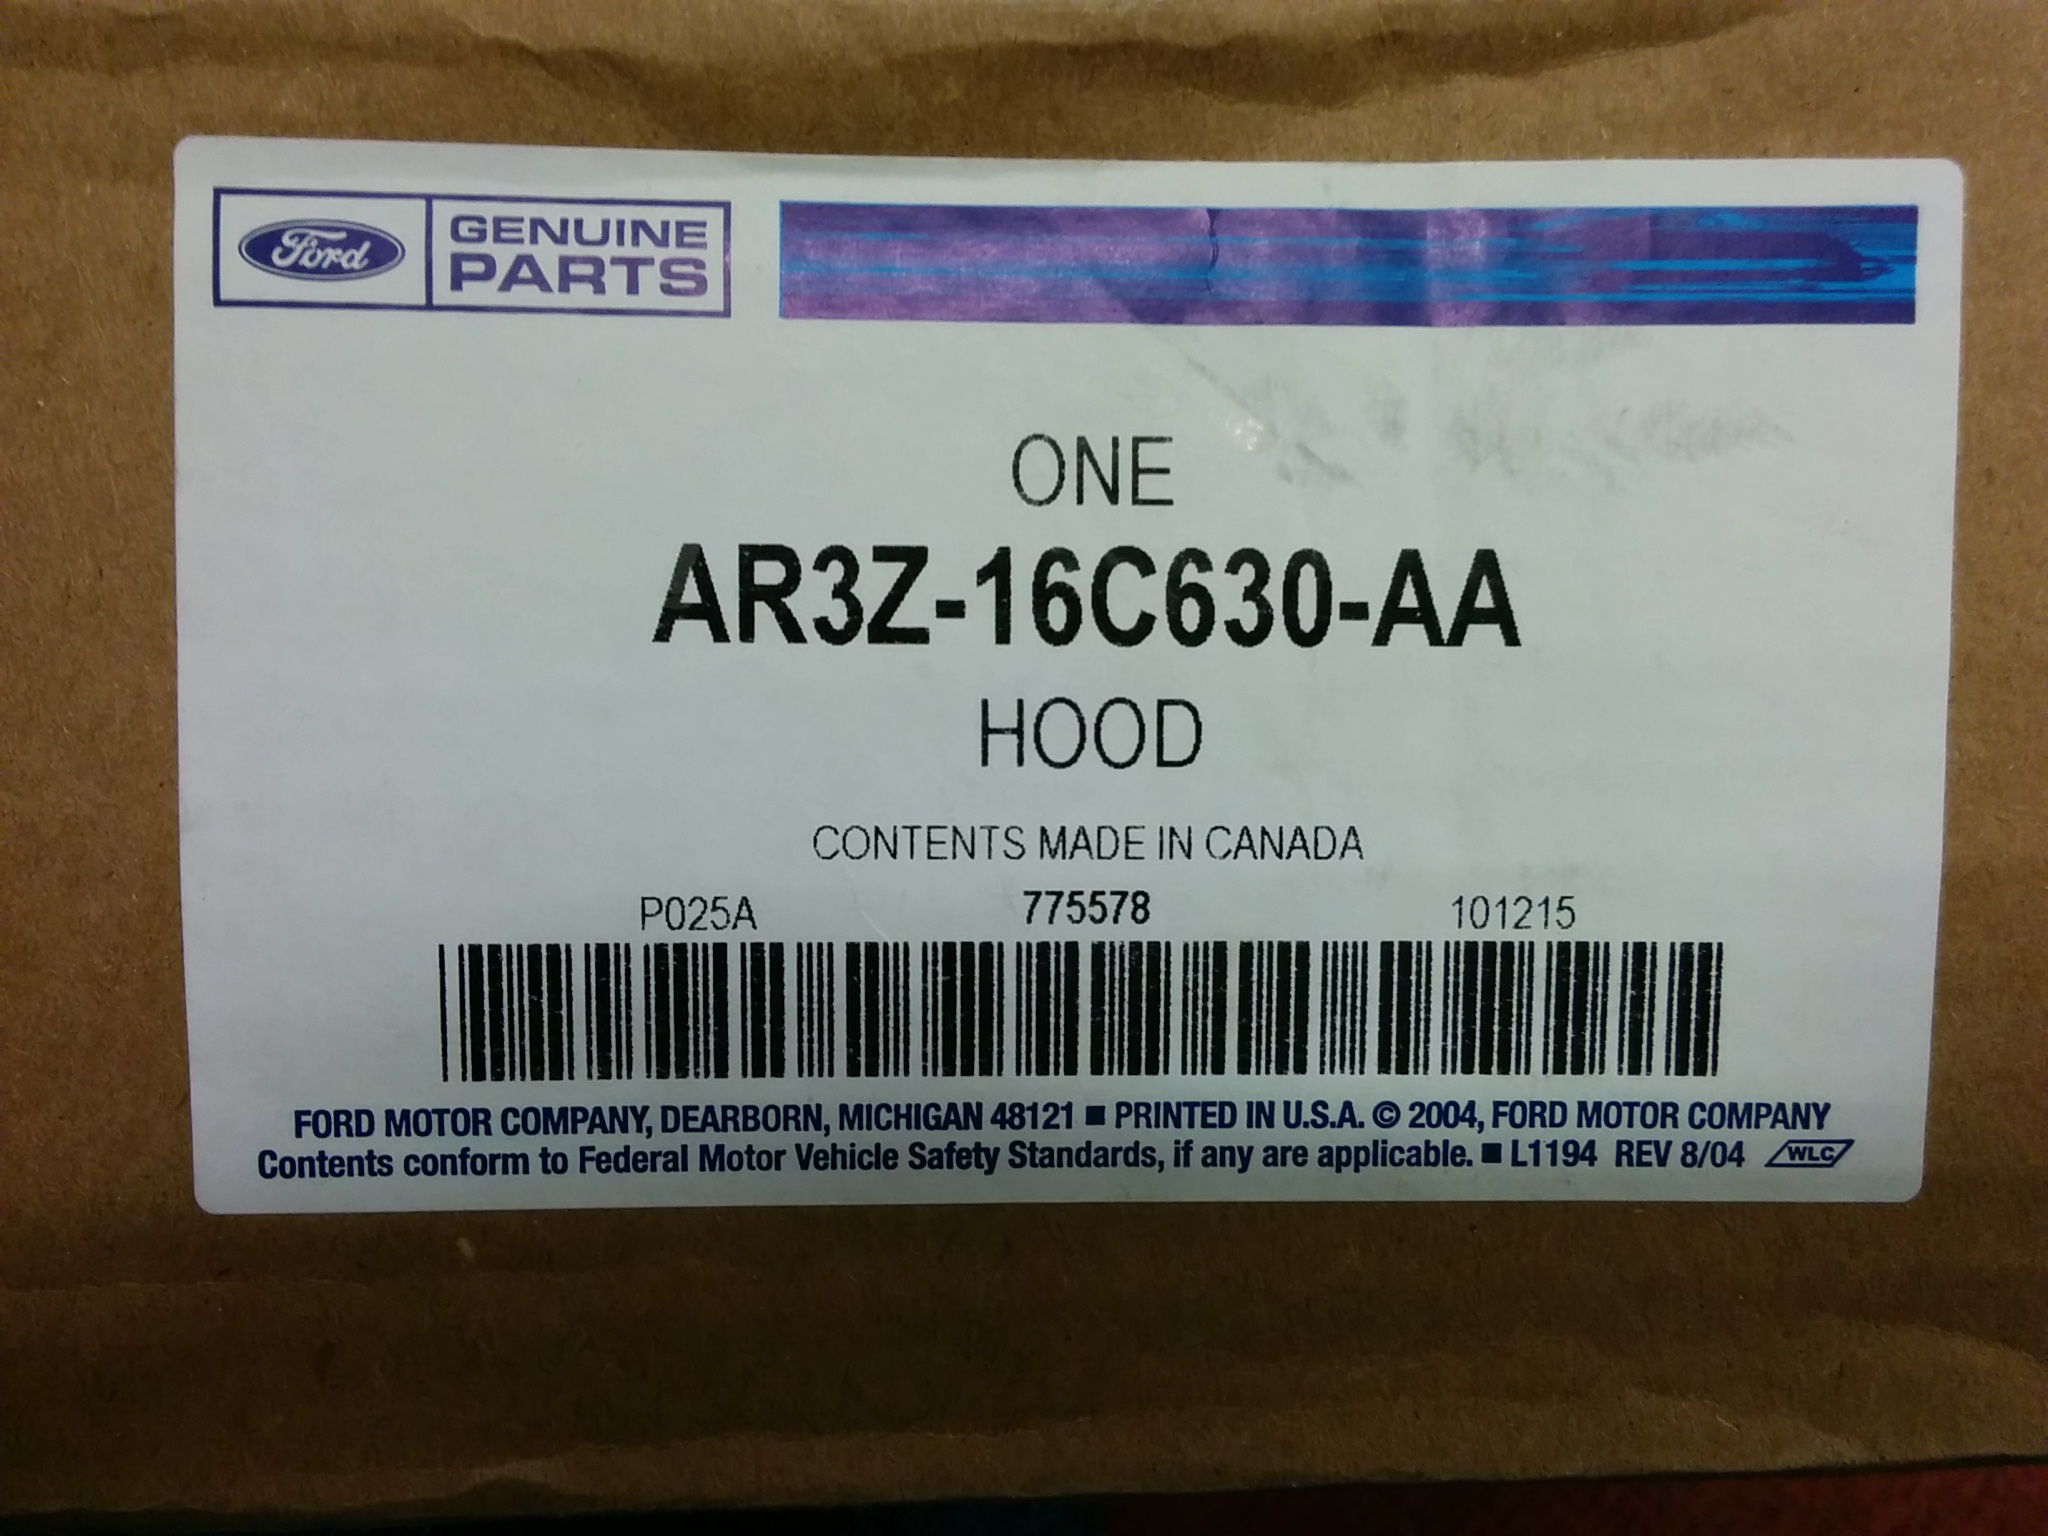 Ford
GENUINE
PARTS
ONE
AR3Z-16C630-AA
HOOD
CONTENTS MADE IN CANADA
P025A 775578 101215
FORD MOTOR COMPANY, DEARBORN, MICHIGAN 48121 ■ PRINTED IN U.S.A. © 2004, FORD MOTOR COMPANY
Contents conform to Federal Motor Vehicle Safety Standards, if any are applicable. ■ L1194 REV 8/04 WLC